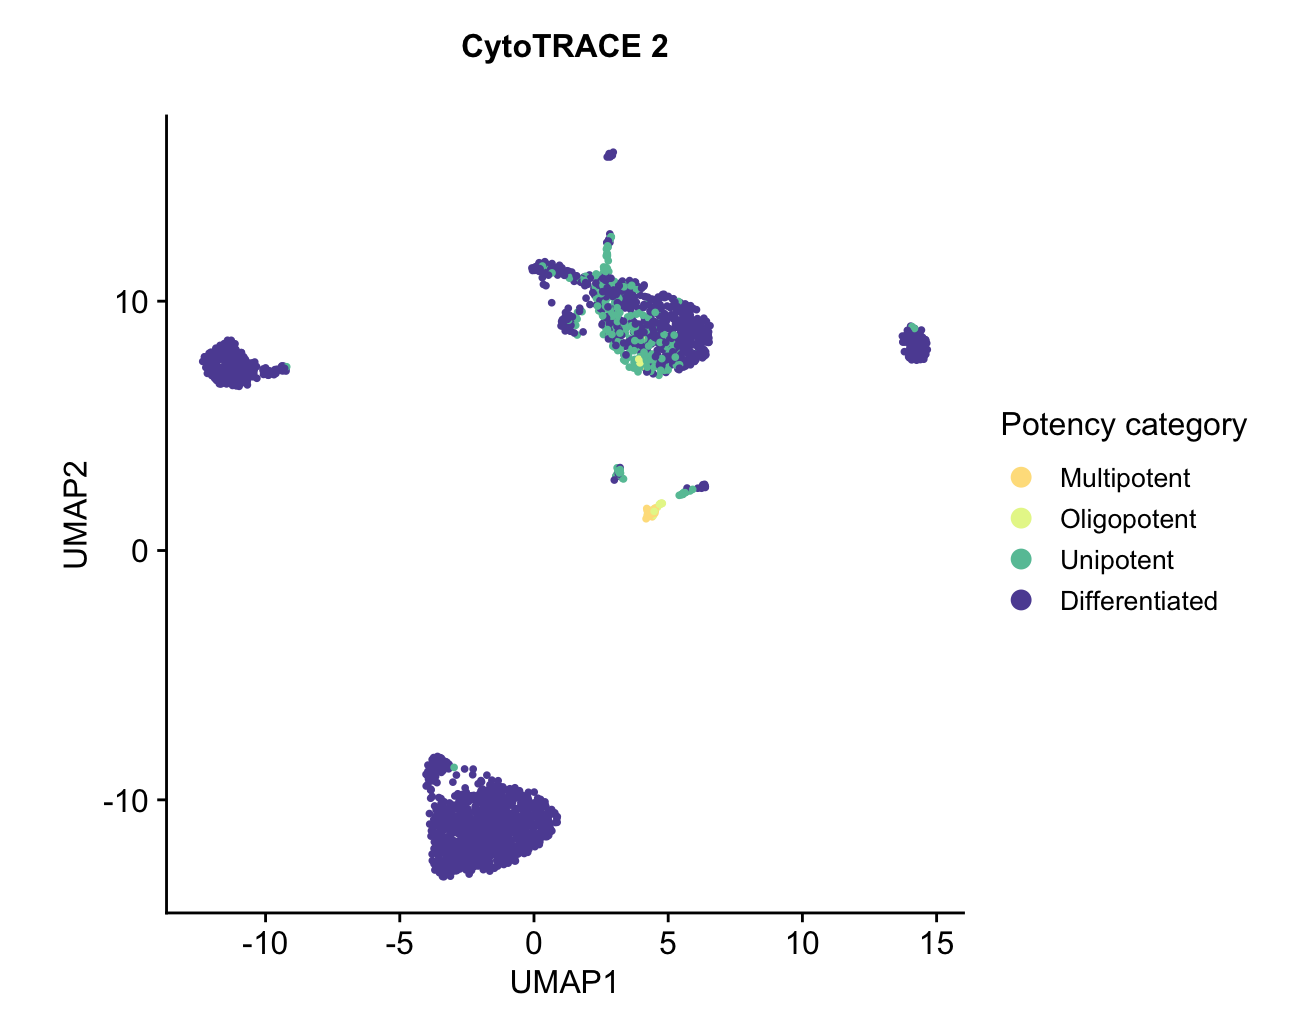 CytoTRACE 2
10
0
-10
UMAP2
-10
-5
0
5
10
15
UMAP1
Potency category
Multipotent
Oligopotent
Unipotent
Differentiated